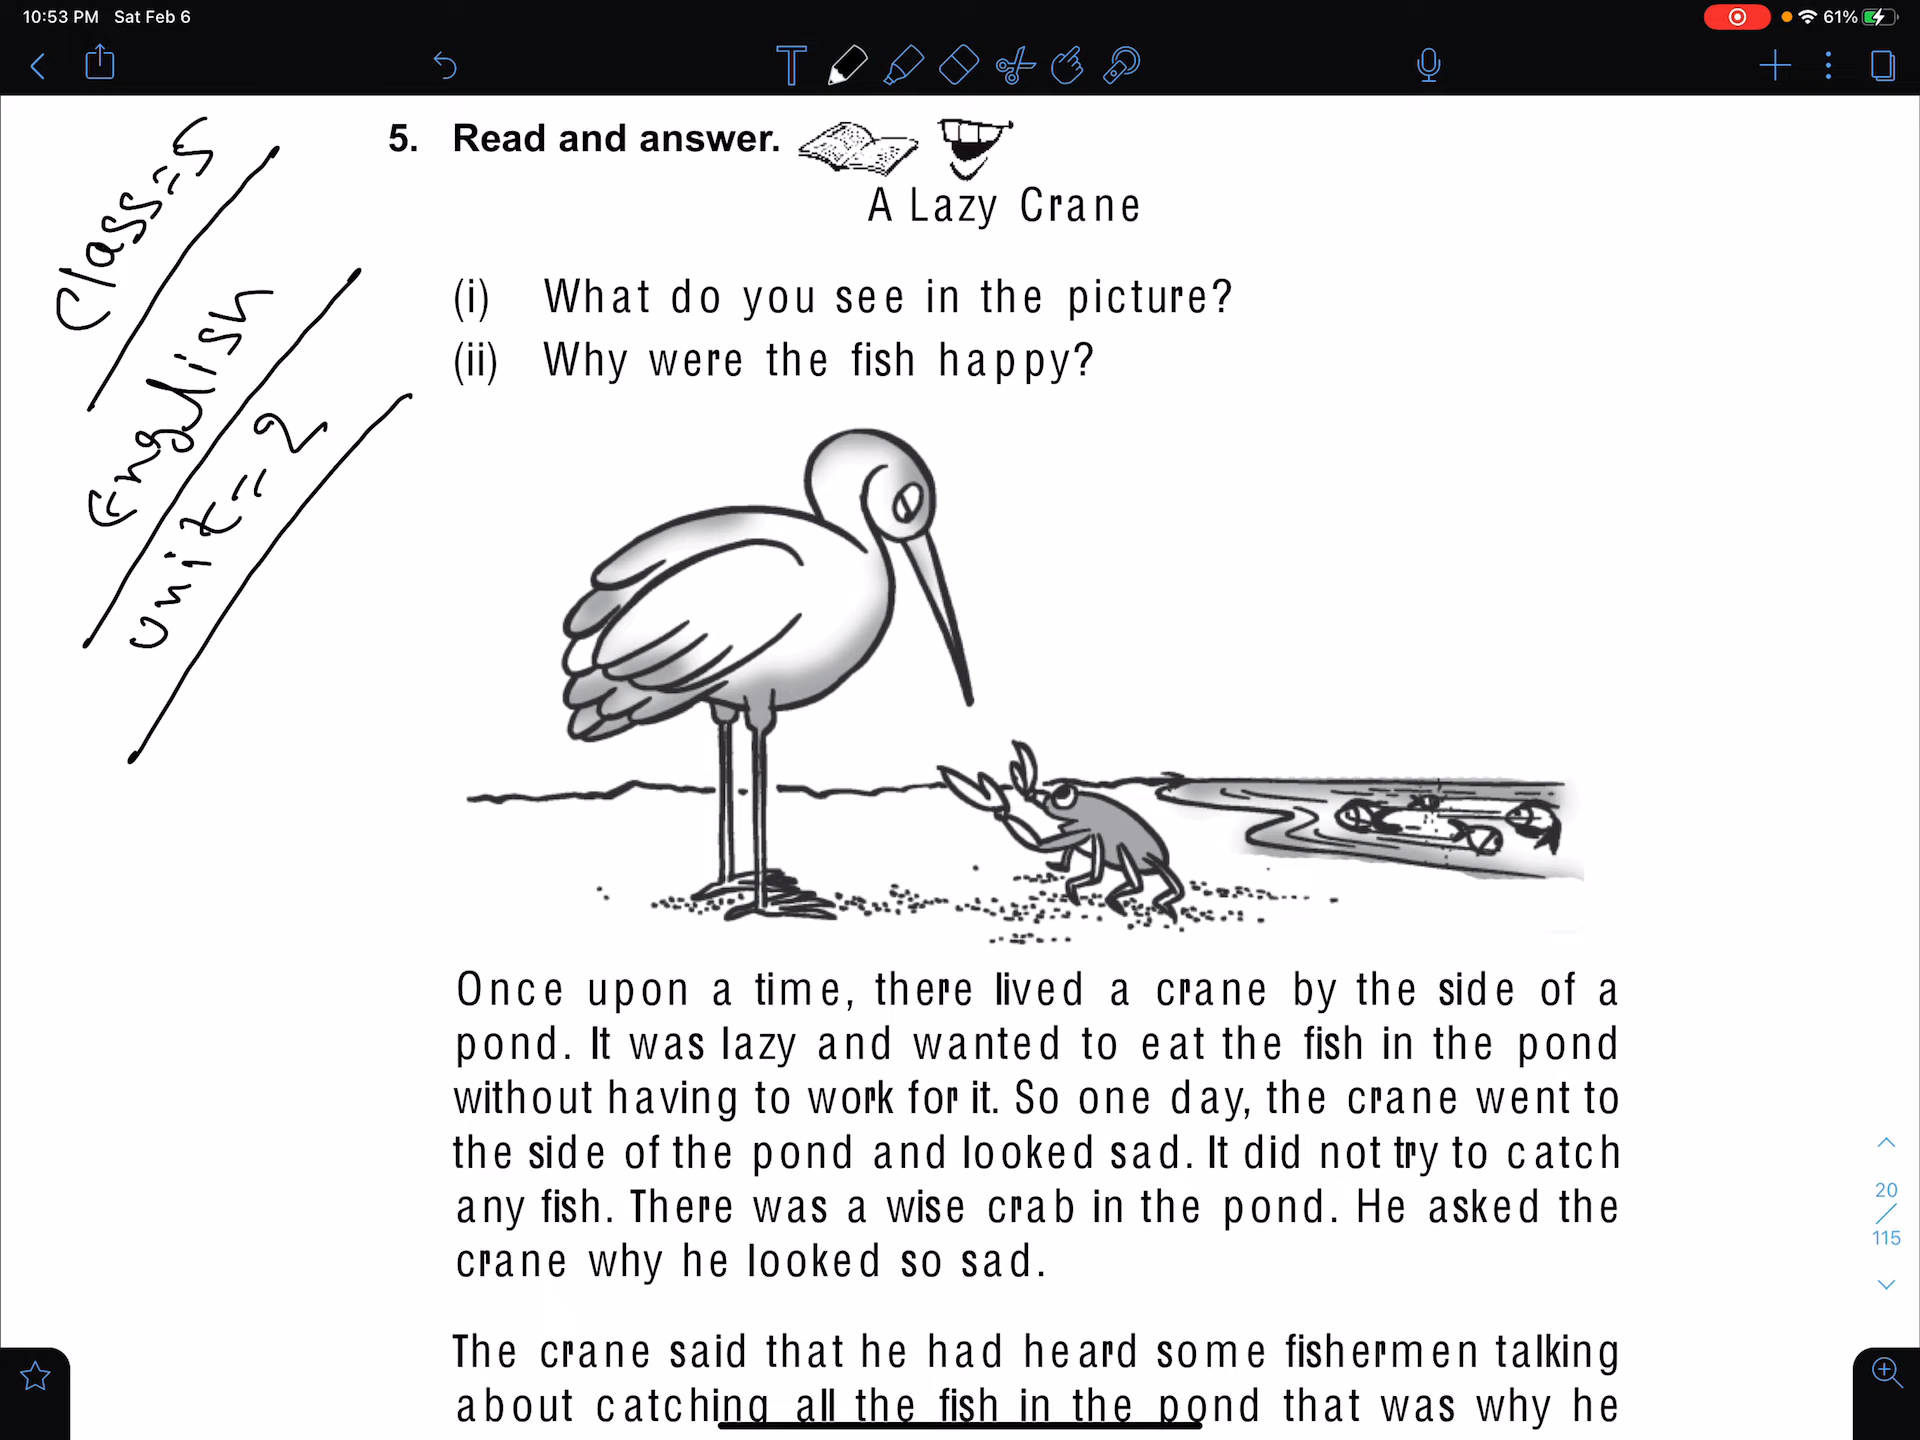 10:53 PM Sat Feb 6
61%
Class=5
English
unit=2
5. Read and answer.
A Lazy Crane
(i) What do you see in the picture?
(ii) Why were the fish happy?
Once upon a time, there lived a crane by the side of a
pond. It was lazy and wanted to eat the fish in the pond
without having to work for it. So one day, the crane went to
the side of the pond and looked sad. It did not try to catch
any fish. There was a wise crab in the pond. He asked the
crane why he looked so sad.
The crane said that he had heard some fishermen talking
about catching all the fish in the pond that was why he
20
/
115